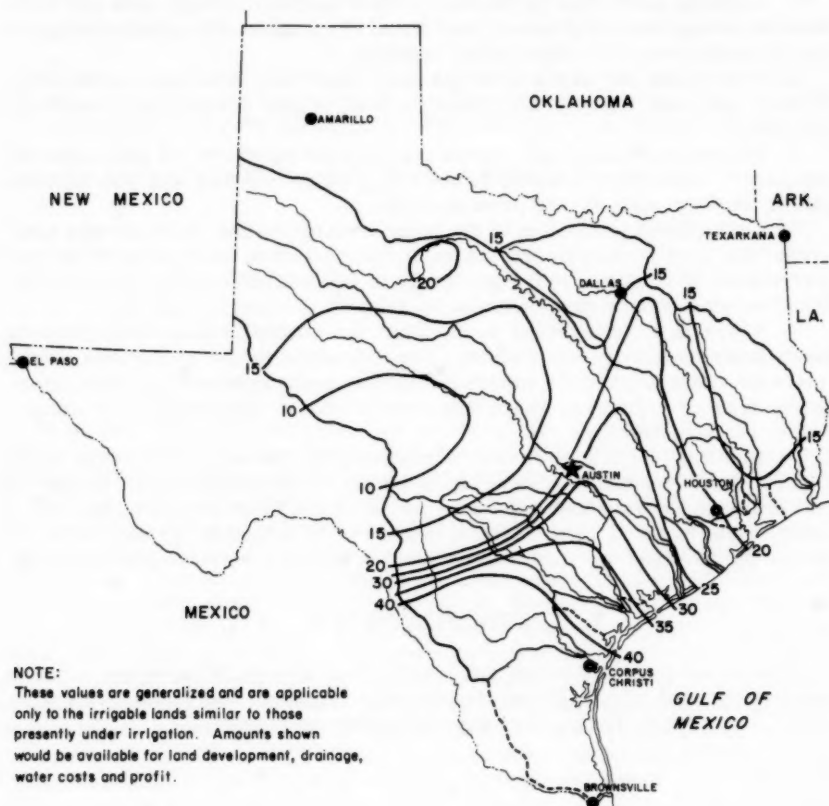 OKLAHOMA
AMARILLO
NEW MEXICO
ARK.
TEXARKANA
15
15
20
DALLAS
15
LA.
EL PASO
15
10
15
AUSTIN
HOUSTON
10
15
20
20
30
25
40
30
35
MEXICO
40
CORPUS
CHRISTI
GULF OF
MEXICO
NOTE:
These values are generalized and are applicable
only to the irrigable lands similar to those
presently under irrigation. Amounts shown
would be available for land development, drainage,
water costs and profit.
BROWNSVILLE